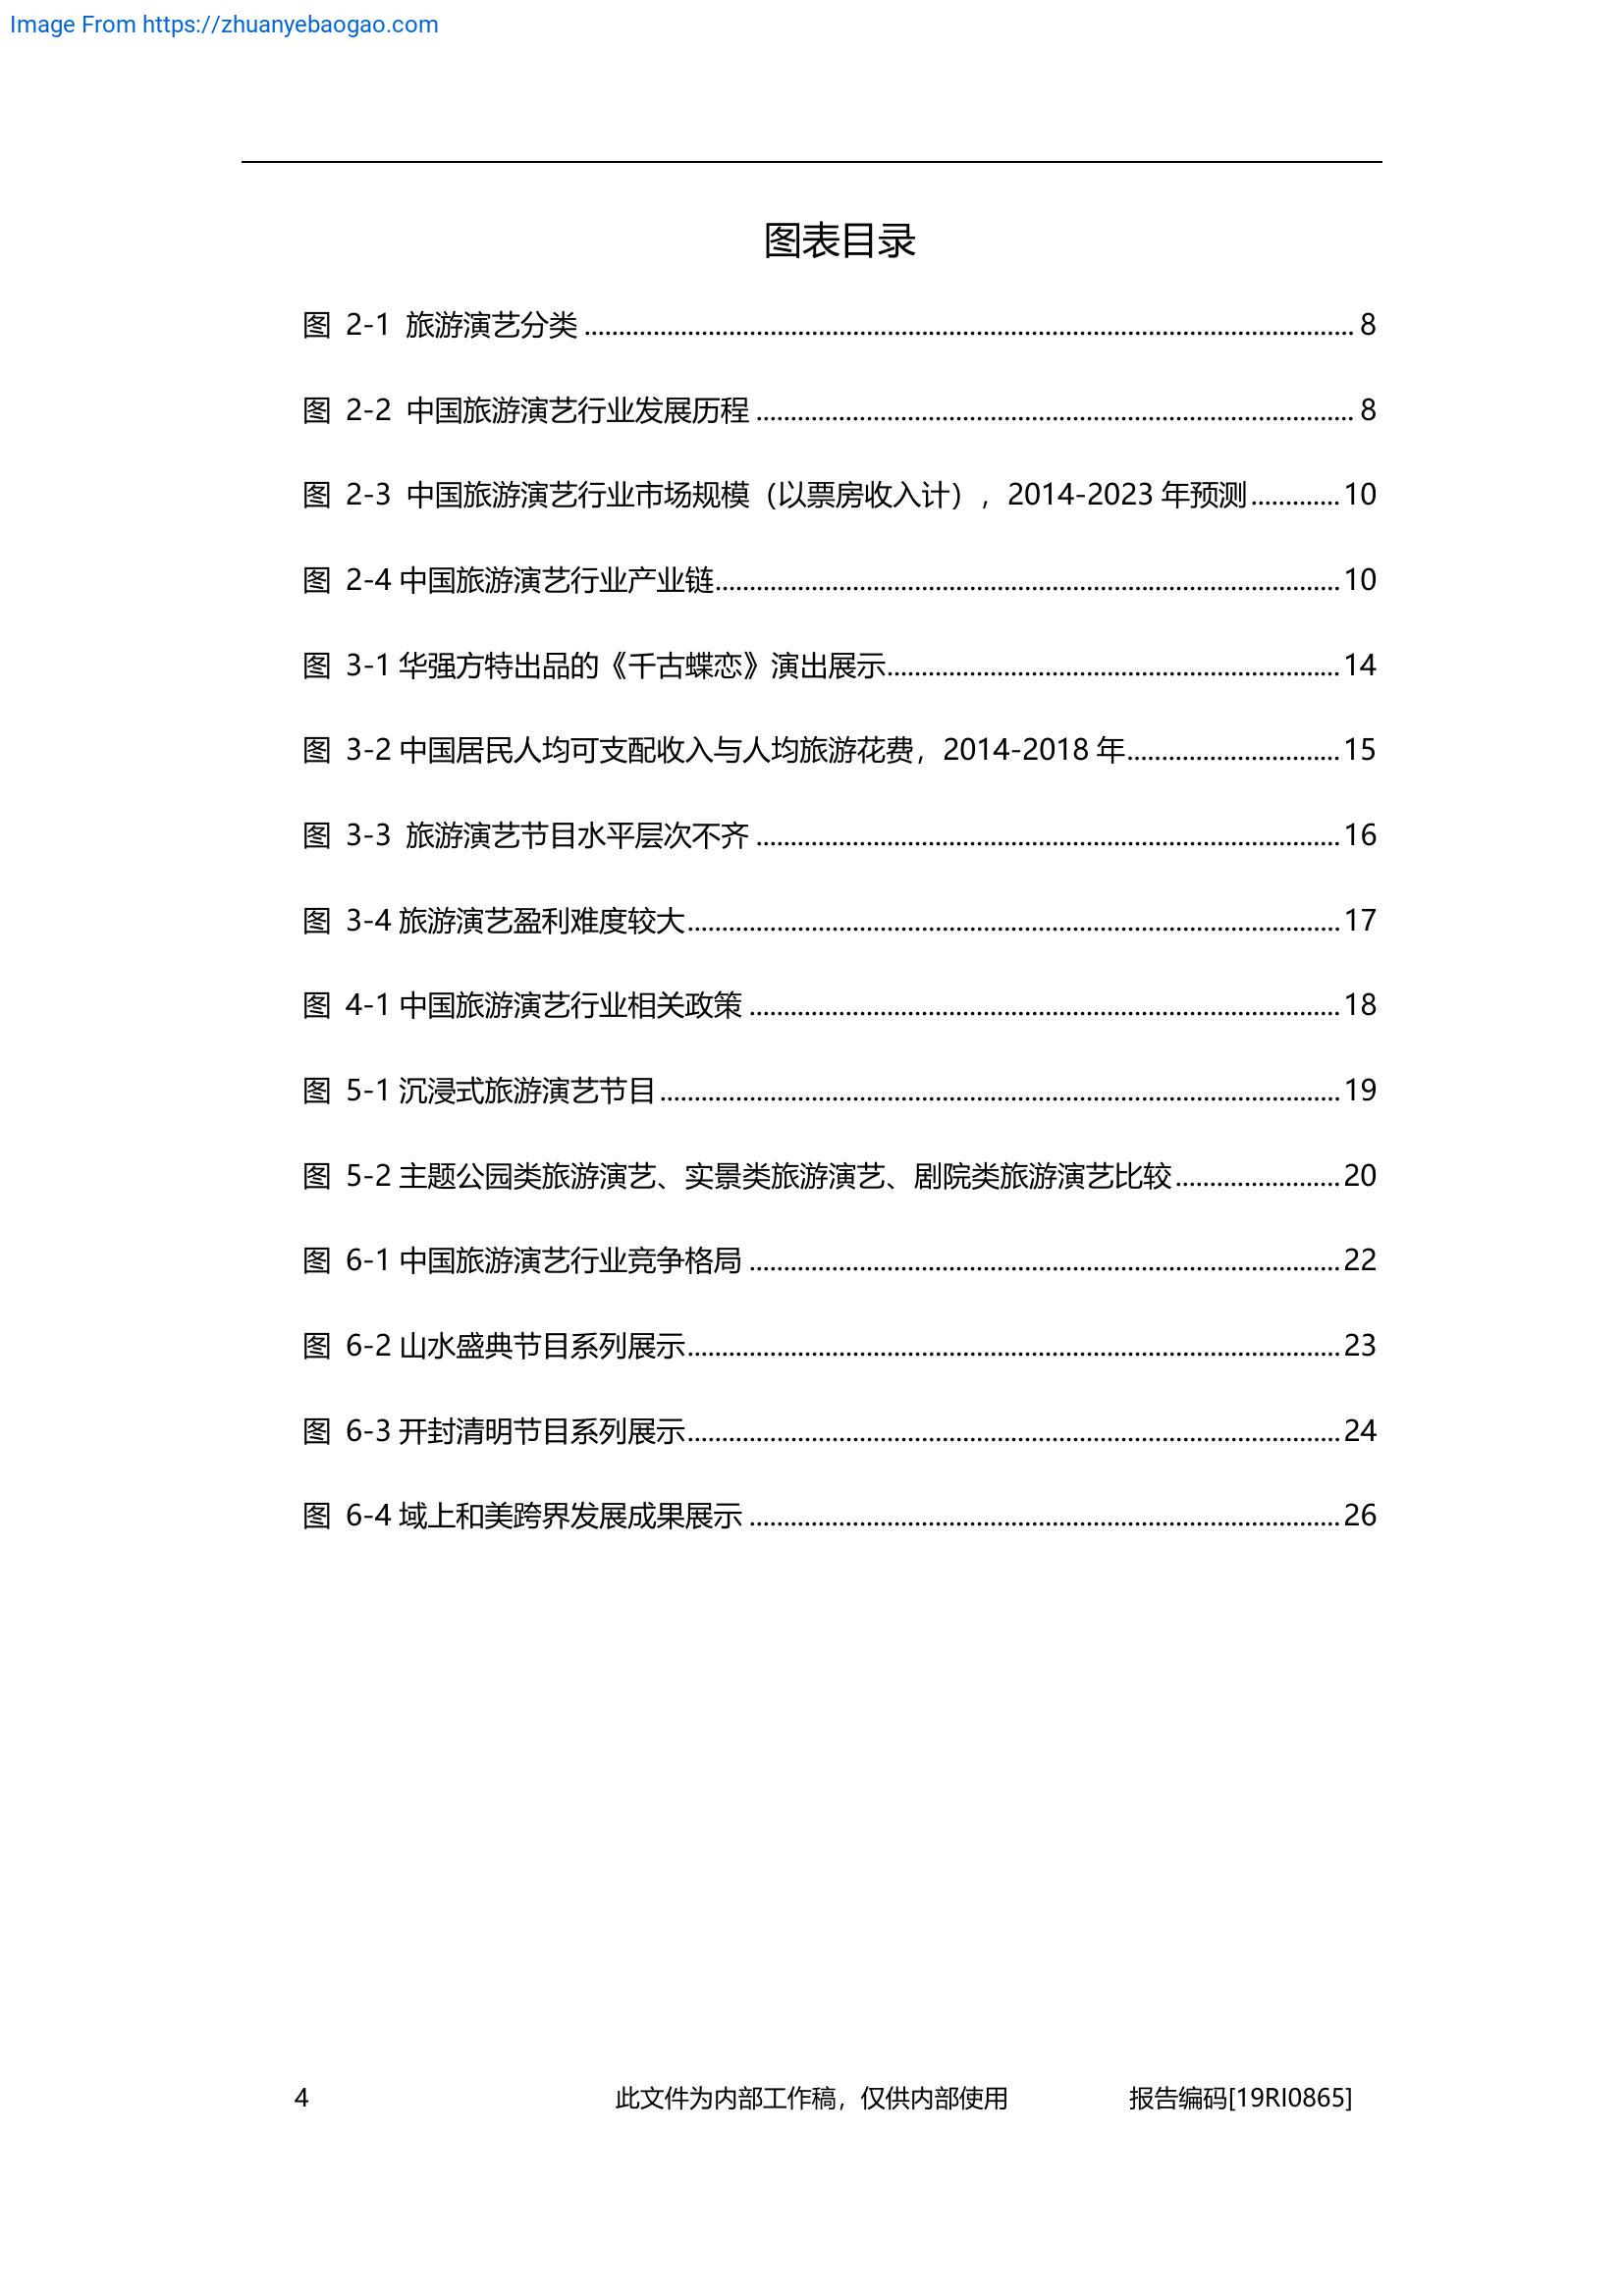 Image From https://zhuanyebaogao.com
图表目录
图 2-1 旅游演艺分类 ........................................ 8
图 2-2 中国旅游演艺行业发展历程 ........................................ 8
图 2-3 中国旅游演艺行业市场规模（以票房收入计），2014-2023 年预测 ............. 10
图 2-4 中国旅游演艺行业产业链 ........................................ 10
图 3-1 华强方特出品的《千古蝶恋》演出展示 ........................................ 14
图 3-2 中国居民人均可支配收入与人均旅游花费，2014-2018 年 ............................... 15
图 3-3 旅游演艺节目水平层次不齐 ........................................ 16
图 3-4 旅游演艺盈利难度较大 ........................................ 17
图 4-1 中国旅游演艺行业相关政策 ........................................ 18
图 5-1 沉浸式旅游演艺节目 ........................................ 19
图 5-2 主题公园类旅游演艺、实景类旅游演艺、剧院类旅游演艺比较 ........................ 20
图 6-1 中国旅游演艺行业竞争格局 ........................................ 22
图 6-2 山水盛典节目系列展示 ........................................ 23
图 6-3 开封清明节目系列展示 ........................................ 24
图 6-4 域上和美跨界发展成果展示 ........................................ 26
4 此文件为内部工作稿，仅供内部使用 报告编码[19RI0865]